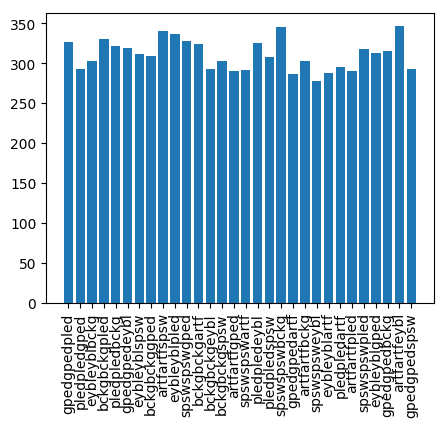 350
300
250
200
150
100
50
0
gpedgpedpled
pledpledgped
eybleyblbckg
bckgbckgpled
pledpledbckg
gpedgpedeybl
eybleyblspsw
bckgbckggped
artfartfspsw
eybleyblpled
spswspswgped
bckgbckgartf
bckgbckgeybl
bckgbckgspsw
artfartfgped
spswspswartf
pledpledeybl
pledpledspsw
spswspswbckg
gpedgpedartf
artfartfbckg
spswspsweybl
eybleyblartf
pledpledartf
artfartfpled
spswspswpled
eybleyblgped
gpedgpedbckg
artfartfeybl
gpedgpedspsw